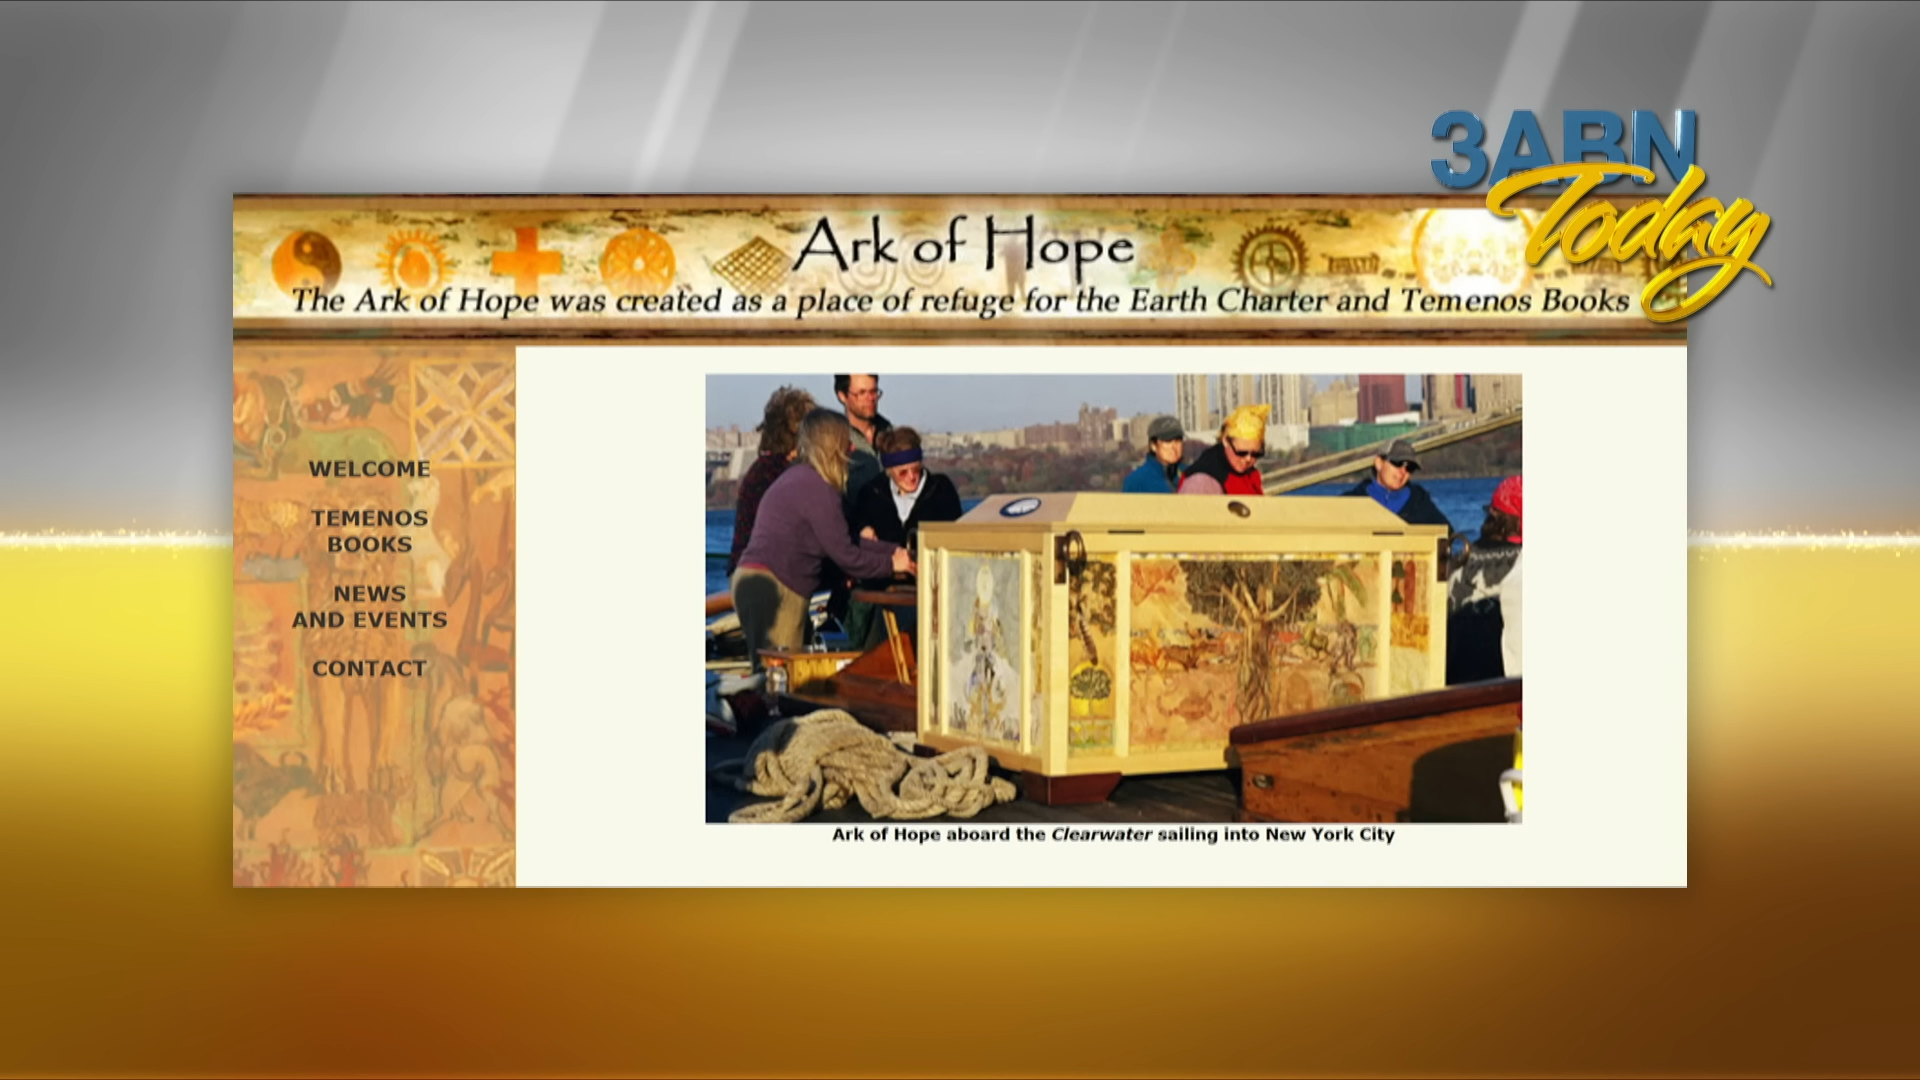 3ABN
Today
Ark of Hope
The Ark of Hope was created as a place of refuge for the Earth Charter and Temenos Books
WELCOME
TEMENOS
BOOKS
NEWS
AND EVENTS
CONTACT
Ark of Hope aboard the Clearwater sailing into New York City